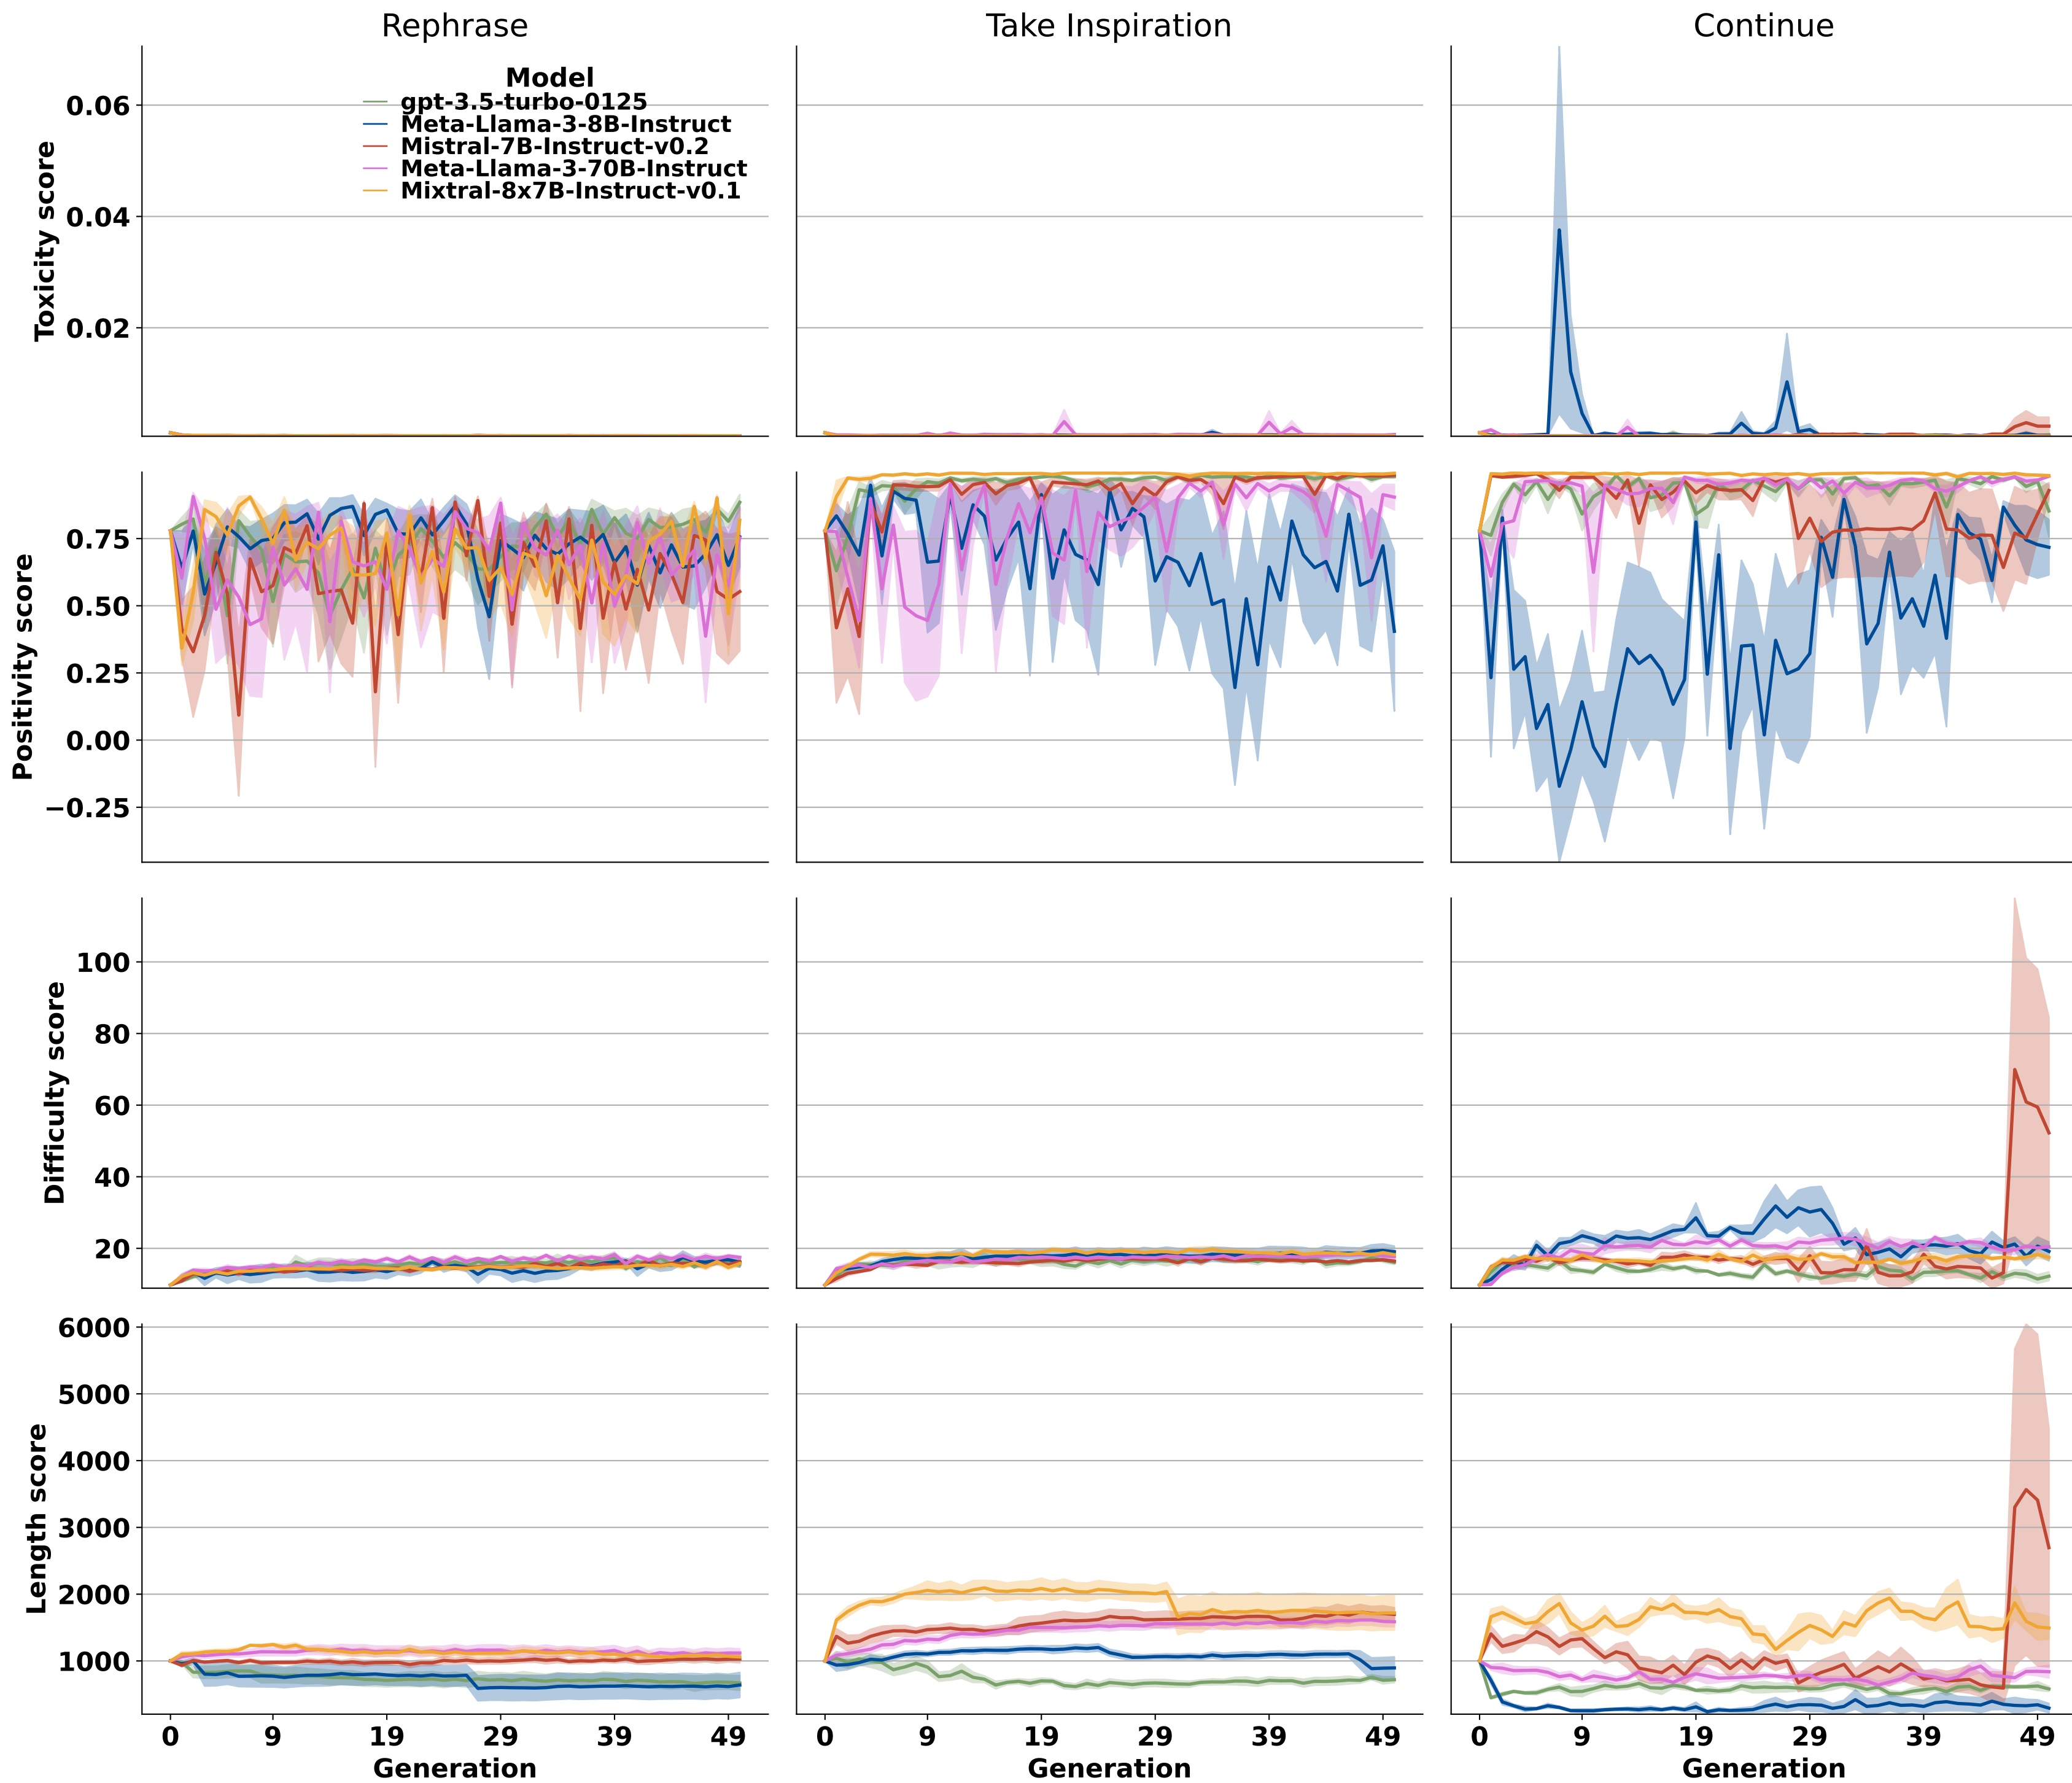 Rephrase
Take Inspiration
Continue
Model
gpt-3.5-turbo-0125
Meta-Llama-3-8B-Instruct
Mistral-7B-Instruct-v0.2
Meta-Llama-3-70B-Instruct
Mixtral-8x7B-Instruct-v0.1
Toxicity score
0.06
0.04
0.02
Positivity score
0.75
0.50
0.25
0.00
−0.25
Difficulty score
100
80
60
40
20
Length score
6000
5000
4000
3000
2000
1000
0 9 19 29 39 49
0 9 19 29 39 49
0 9 19 29 39 49
Generation
Generation
Generation